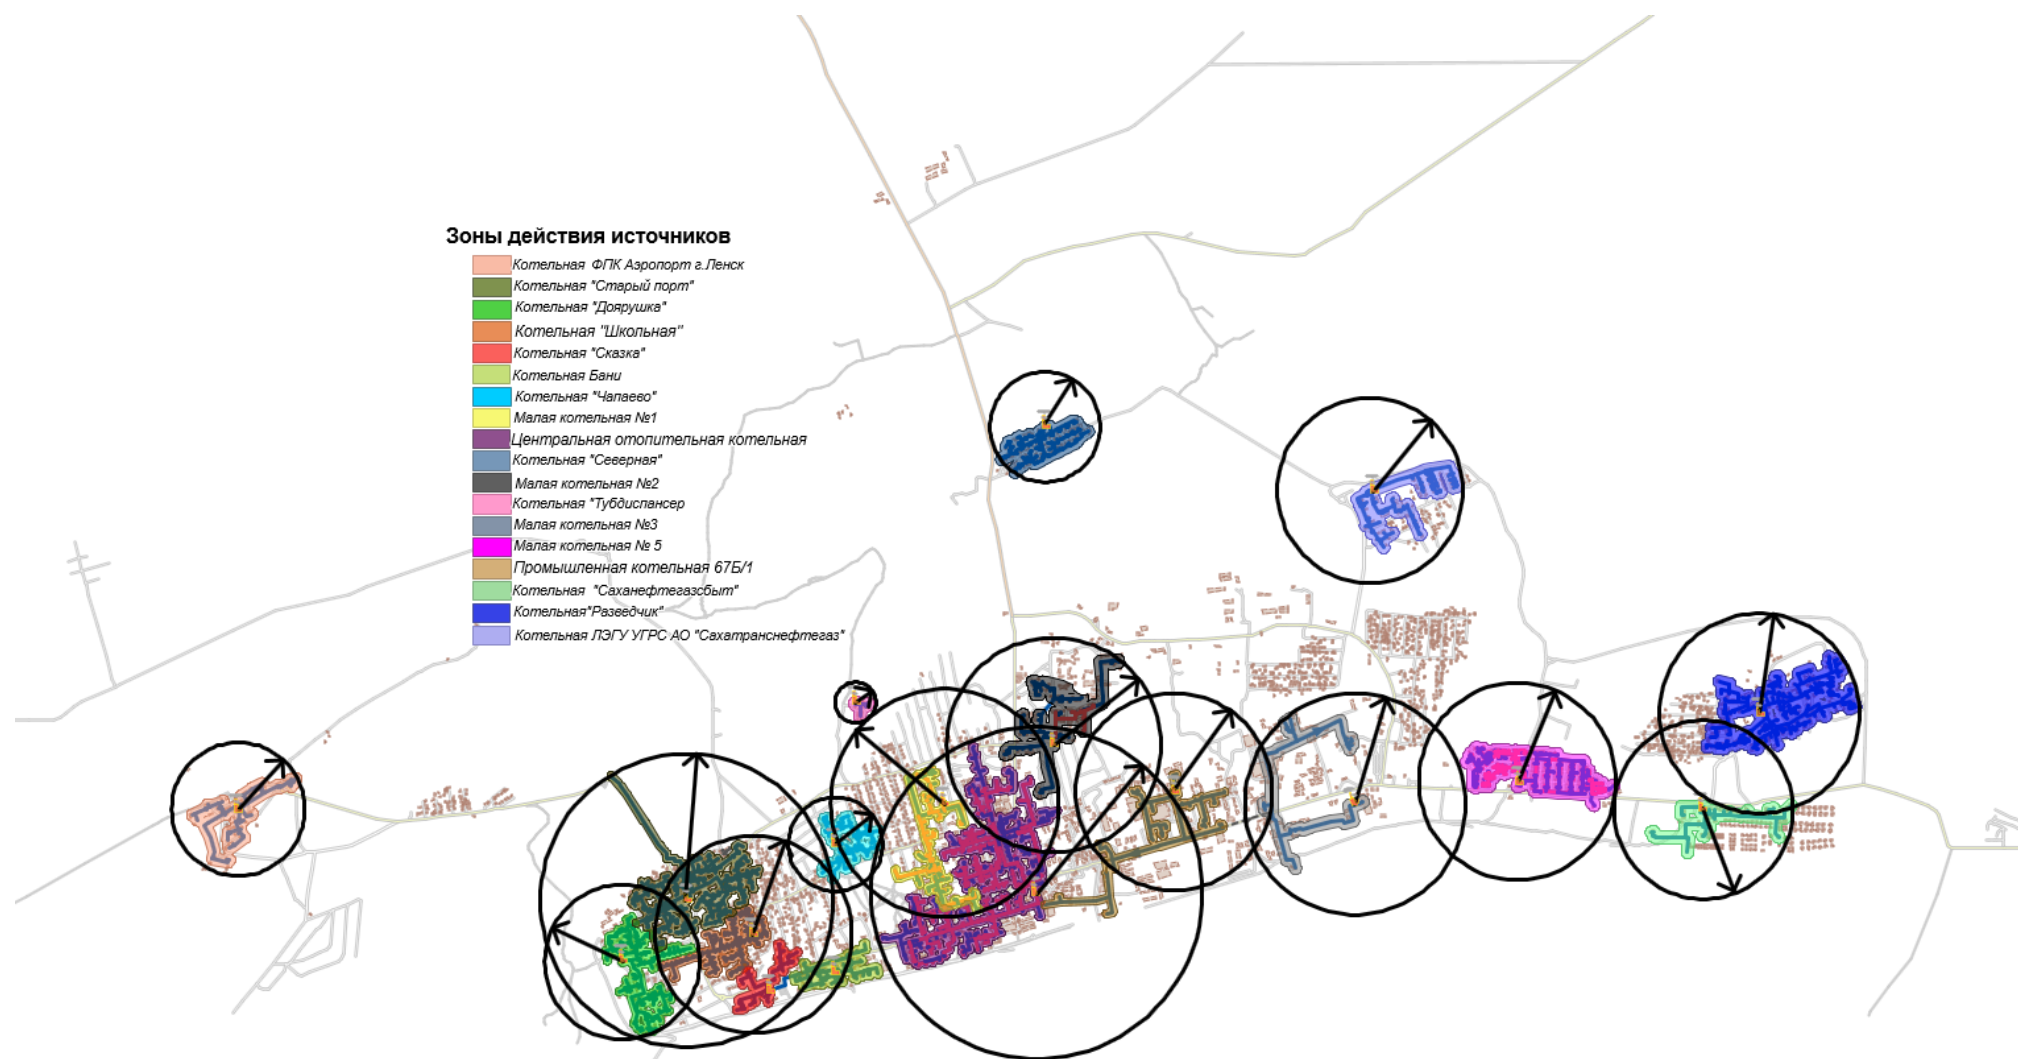 Зоны действия источников
Котельная ФПК Аэропорт г.Ленск
Котельная "Старый порт"
Котельная "Доярушка"
Котельная "Школьная"
Котельная "Сказка"
Котельная Бани
Котельная "Чапаево"
Малая котельная №1
Центральная отопительная котельная
Котельная "Северная"
Малая котельная №2
Котельная "Тубдиспансер
Малая котельная №3
Малая котельная № 5
Промышленная котельная 67Б/1
Котельная "Саханефтегазсбыт"
Котельная"Разведчик"
Котельная ЛЭГУ УГРС АО "Сахатранснефтегаз"